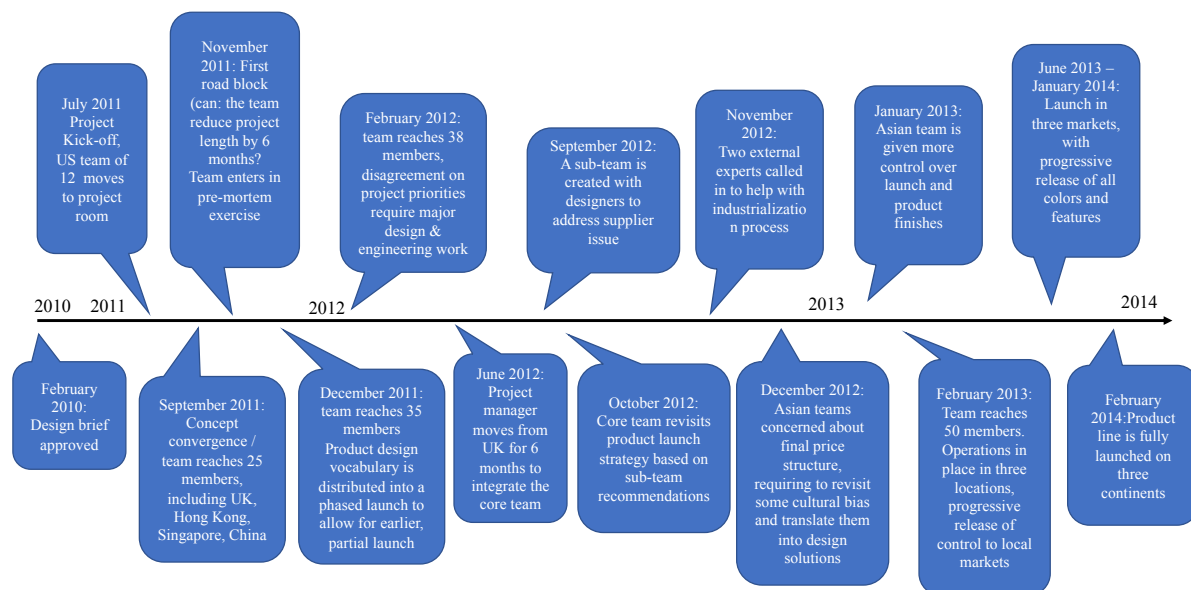 July 2011
Project
Kick-off,
US team of
12 moves
to project
room
November
2011: First
road block
(can: the team
reduce project
length by 6
months?
Team enters in
pre-mortem
exercise
February 2012:
team reaches 38
members,
disagreement on
project priorities
require major
design &
engineering work
September 2012:
A sub-team is
created with
designers to
address supplier
issue
November
2012:
Two external
experts called
in to help with
industrializatio
n process
January 2013:
Asian team is
given more
control over
launch and
product
finishes
June 2013 –
January 2014:
Launch in
three markets,
with
progressive
release of all
colors and
features
2010
2011
2012
2013
2014
February
2010:
Design brief
approved
September 2011:
Concept
convergence /
team reaches 25
members,
including UK,
Hong Kong,
Singapore, China
December 2011:
team reaches 35
members
Product design
vocabulary is
distributed into a
phased launch to
allow for earlier,
partial launch
June 2012:
Project
manager
moves from
UK for 6
months to
integrate the
core team
October 2012:
Core team revisits
product launch
strategy based on
sub-team
recommendations
December 2012:
Asian teams
concerned about
final price
structure,
requiring to revisit
some cultural bias
and translate them
into design
solutions
February 2013:
Team reaches
50 members.
Operations in
place in three
locations,
progressive
release of
control to local
markets
February
2014:Product
line is fully
launched on
three
continents